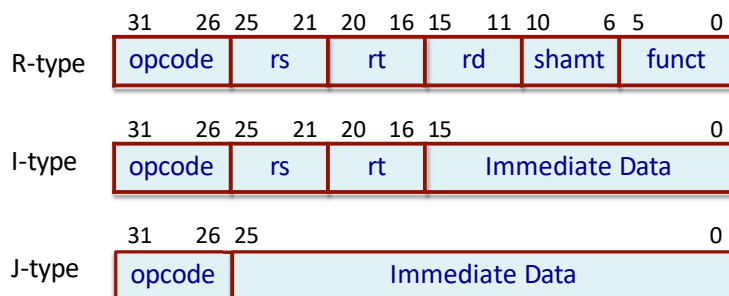 31 26 25 21 20 16 15 11 10 6 5 0
R-type opcode rs rt rd shamt funct
31 26 25 21 20 16 15 0
I-type opcode rs rt Immediate Data
31 26 25 0
J-type opcode Immediate Data